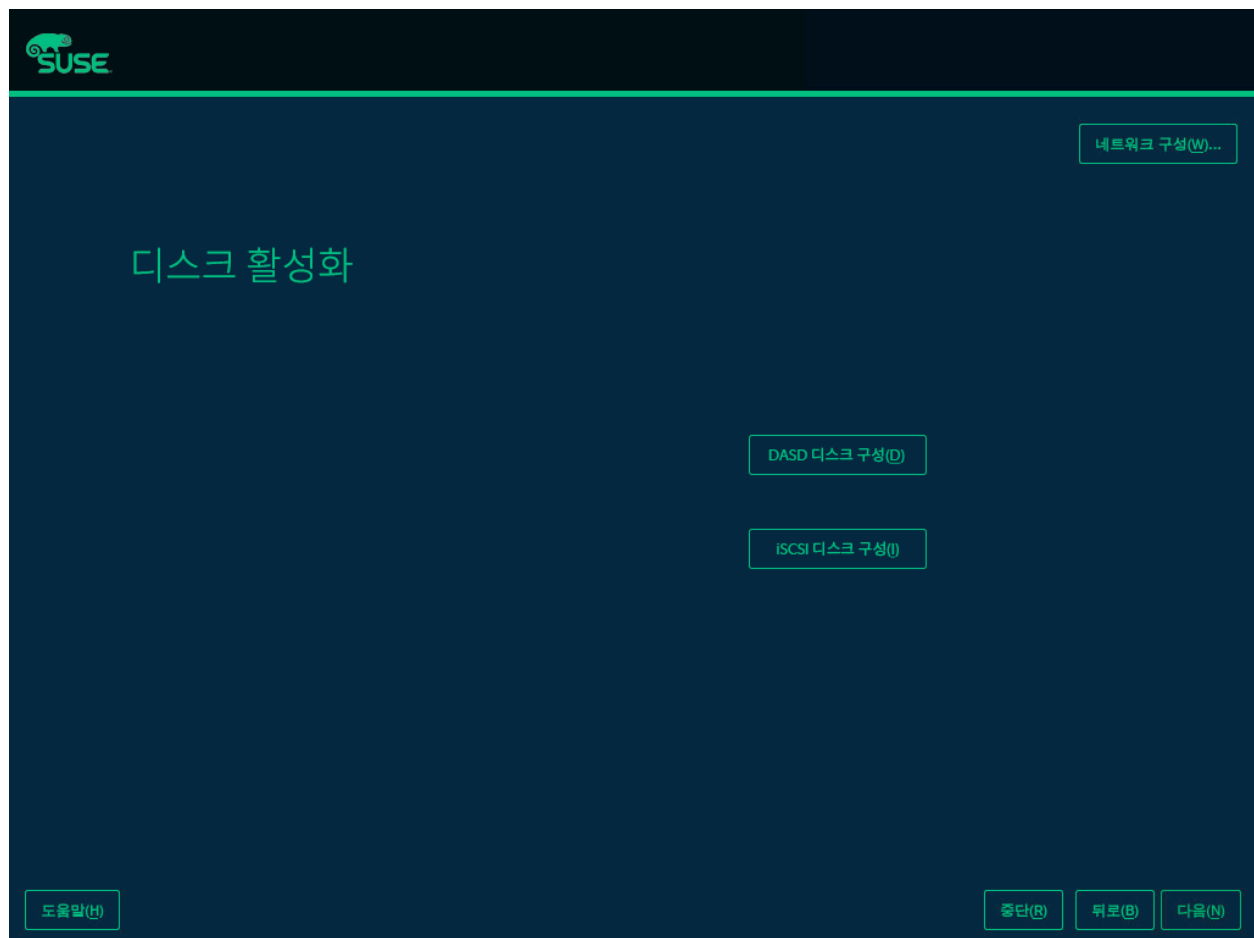 SUSE
네트워크 구성(W)...
디스크 활성화
DASD 디스크 구성(D)
iSCSI 디스크 구성(I)
도움말(H)
중단(R)
뒤로(B)
다음(N)